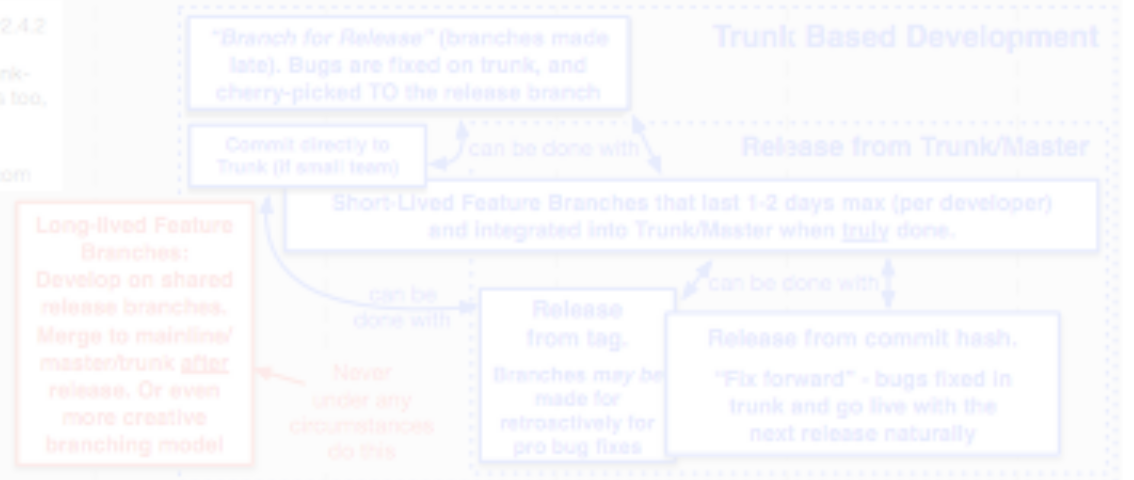 2.4.2
nk-
s too,
com
Trunk Based Development
"Branch for Release" (branches made
late). Bugs are fixed on trunk, and
cherry-picked TO the release branch
Commit directly to
Trunk (if small team)
can be done with
Release from Trunk/Master
Short-Lived Feature Branches that last 1-2 days max (per developer)
and integrated into Trunk/Master when truly done.
Long-lived Feature
Branches:
Develop on shared
release branches.
Merge to mainline/
master/trunk after
release. Or even
more creative
branching model
can be
done with
can be done with
Never
under any
circumstances
do this
Release
from tag.
Branches may be
made for
retroactively for
pro bug fixes
Release from commit hash.
"Fix forward" - bugs fixed in
trunk and go live with the
next release naturally